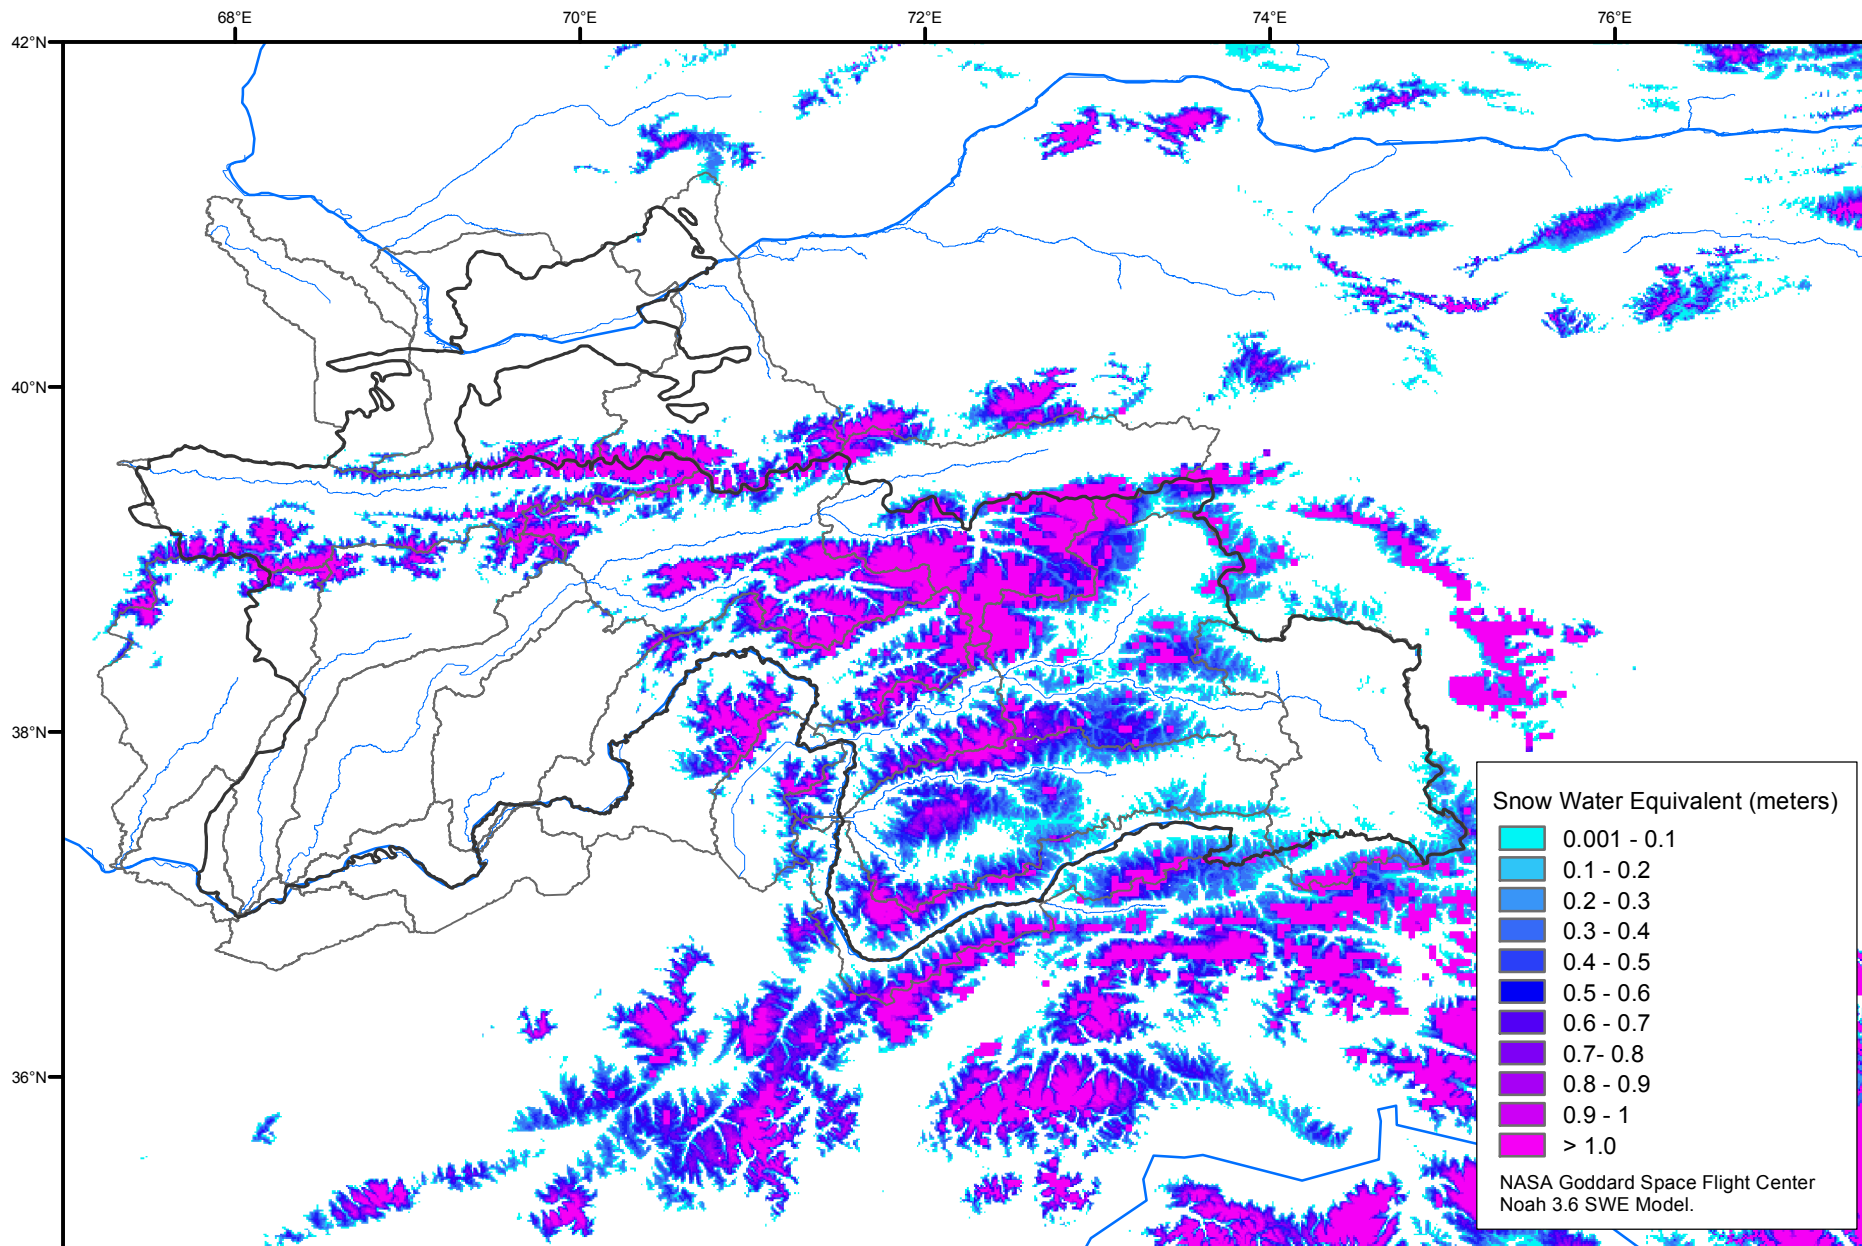 68°E 70°E 72°E 74°E 76°E
42°N
40°N
38°N
36°N
Snow Water Equivalent (meters)
0.001 - 0.1
0.1 - 0.2
0.2 - 0.3
0.3 - 0.4
0.4 - 0.5
0.5 - 0.6
0.6 - 0.7
0.7- 0.8
0.8 - 0.9
0.9 - 1
> 1.0
NASA Goddard Space Flight Center
Noah 3.6 SWE Model.